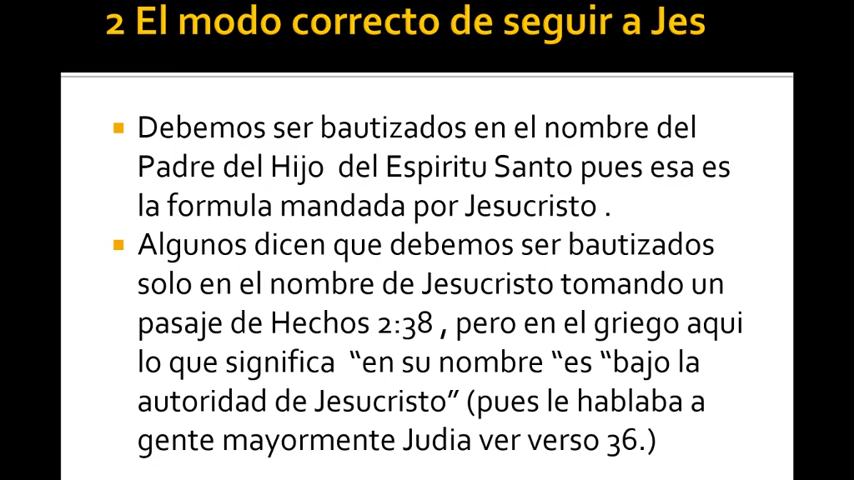 2 El modo correcto de seguir a Jes
Debemos ser bautizados en el nombre del
Padre del Hijo del Espiritu Santo pues esa es
la formula mandada por Jesucristo .
Algunos dicen que debemos ser bautizados
solo en el nombre de Jesucristo tomando un
pasaje de Hechos 2:38 , pero en el griego aqui
lo que significa “en su nombre “es “bajo la
autoridad de Jesucristo” (pues le hablaba a
gente mayormente Judia ver verso 36.)